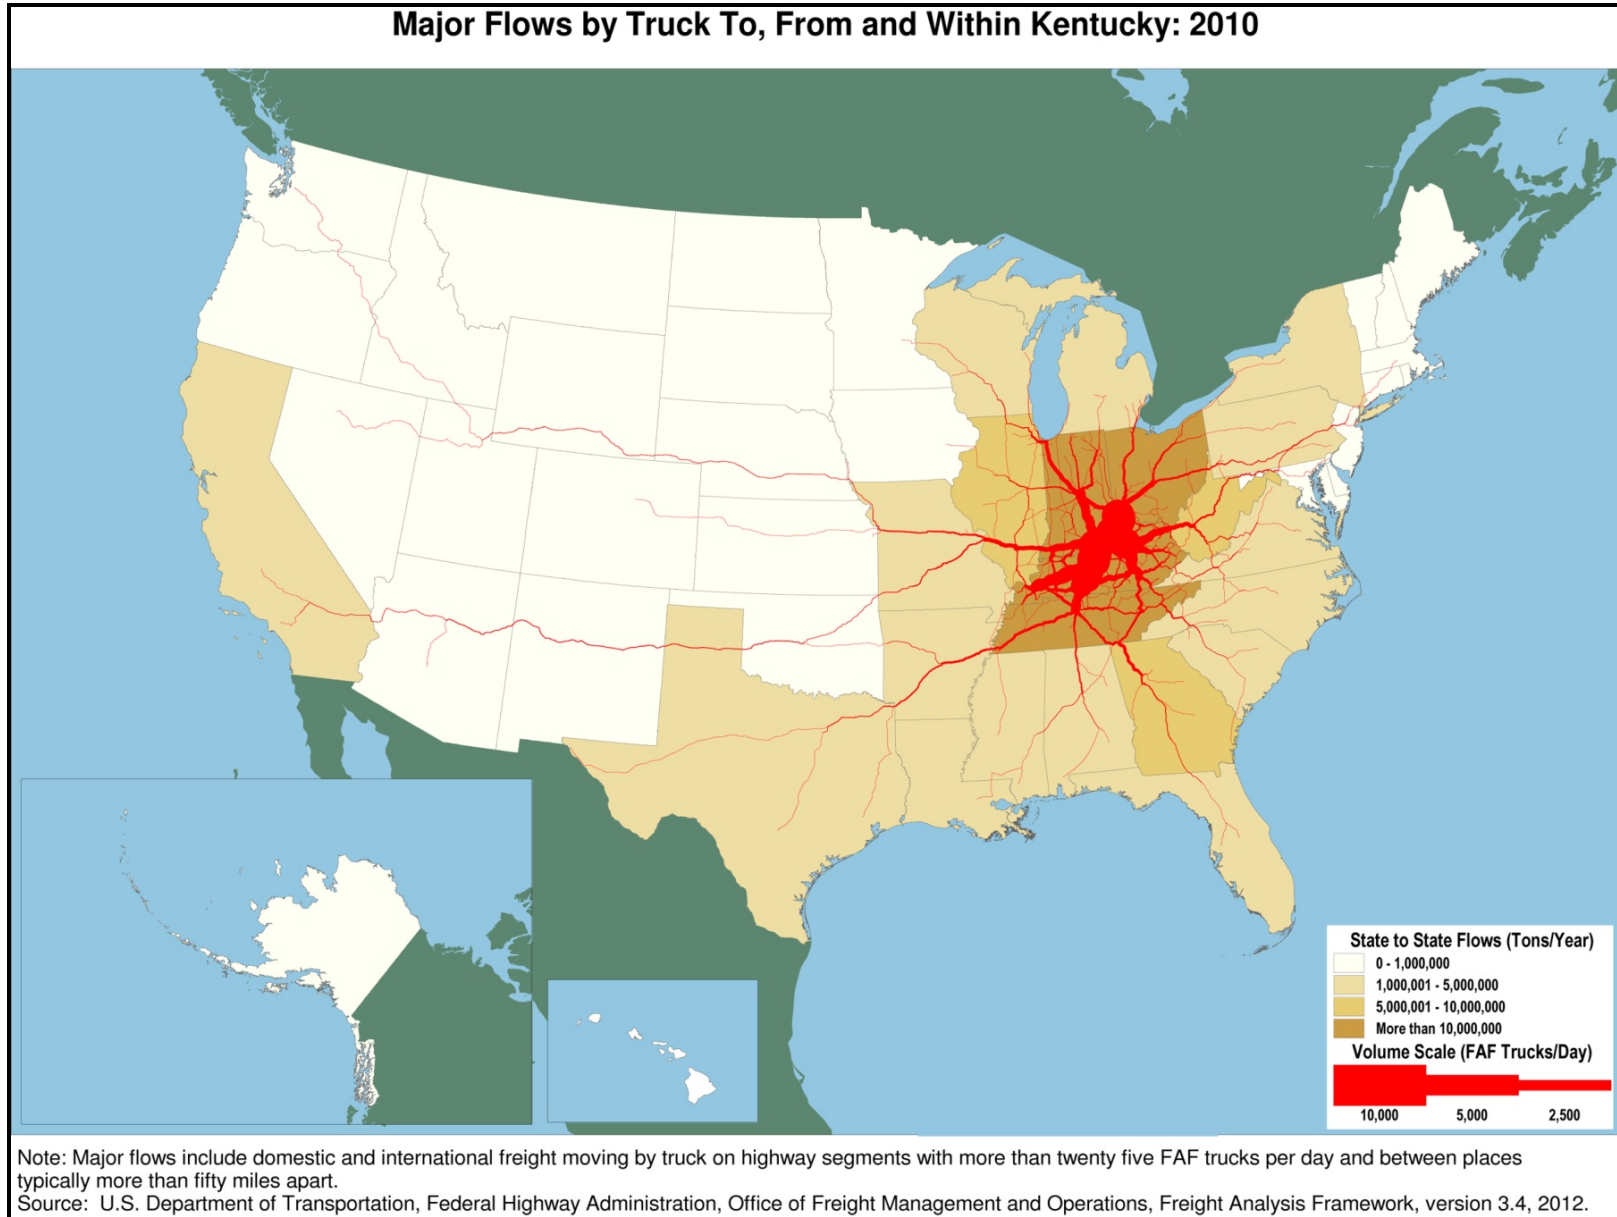 Major Flows by Truck To, From and Within Kentucky: 2010
State to State Flows (Tons/Year)
0 - 1,000,000
1,000,001 - 5,000,000
5,000,001 - 10,000,000
More than 10,000,000
Volume Scale (FAF Trucks/Day)
10,000 5,000 2,500
Note: Major flows include domestic and international freight moving by truck on highway segments with more than twenty five FAF trucks per day and between places
typically more than fifty miles apart.
Source: U.S. Department of Transportation, Federal Highway Administration, Office of Freight Management and Operations, Freight Analysis Framework, version 3.4, 2012.